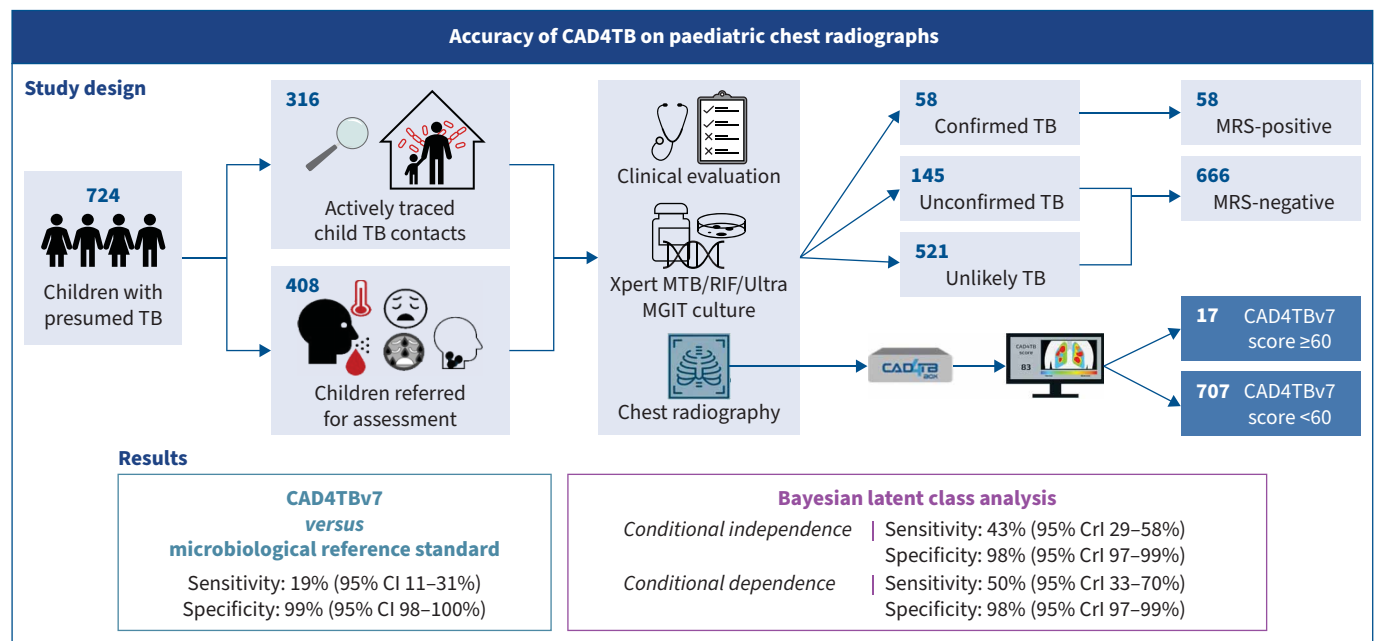 Accuracy of CAD4TB on paediatric chest radiographs
Study design
724
Children with
presumed TB
316
Actively traced
child TB contacts
408
Children referred
for assessment
Clinical evaluation
Xpert MTB/RIF/Ultra
MGIT culture
Chest radiography
58
Confirmed TB
145
Unconfirmed TB
521
Unlikely TB
58
MRS-positive
666
MRS-negative
CAD4TB
BOX
CAD4TB
score
83
17 CAD4TBv7
score ≥60
707 CAD4TBv7
score <60
Results
CAD4TBv7
versus
microbiological reference standard
Sensitivity: 19% (95% CI 11–31%)
Specificity: 99% (95% CI 98–100%)
Bayesian latent class analysis
Conditional independence | Sensitivity: 43% (95% CrI 29–58%)
Specificity: 98% (95% CrI 97–99%)
Conditional dependence | Sensitivity: 50% (95% CrI 33–70%)
Specificity: 98% (95% CrI 97–99%)